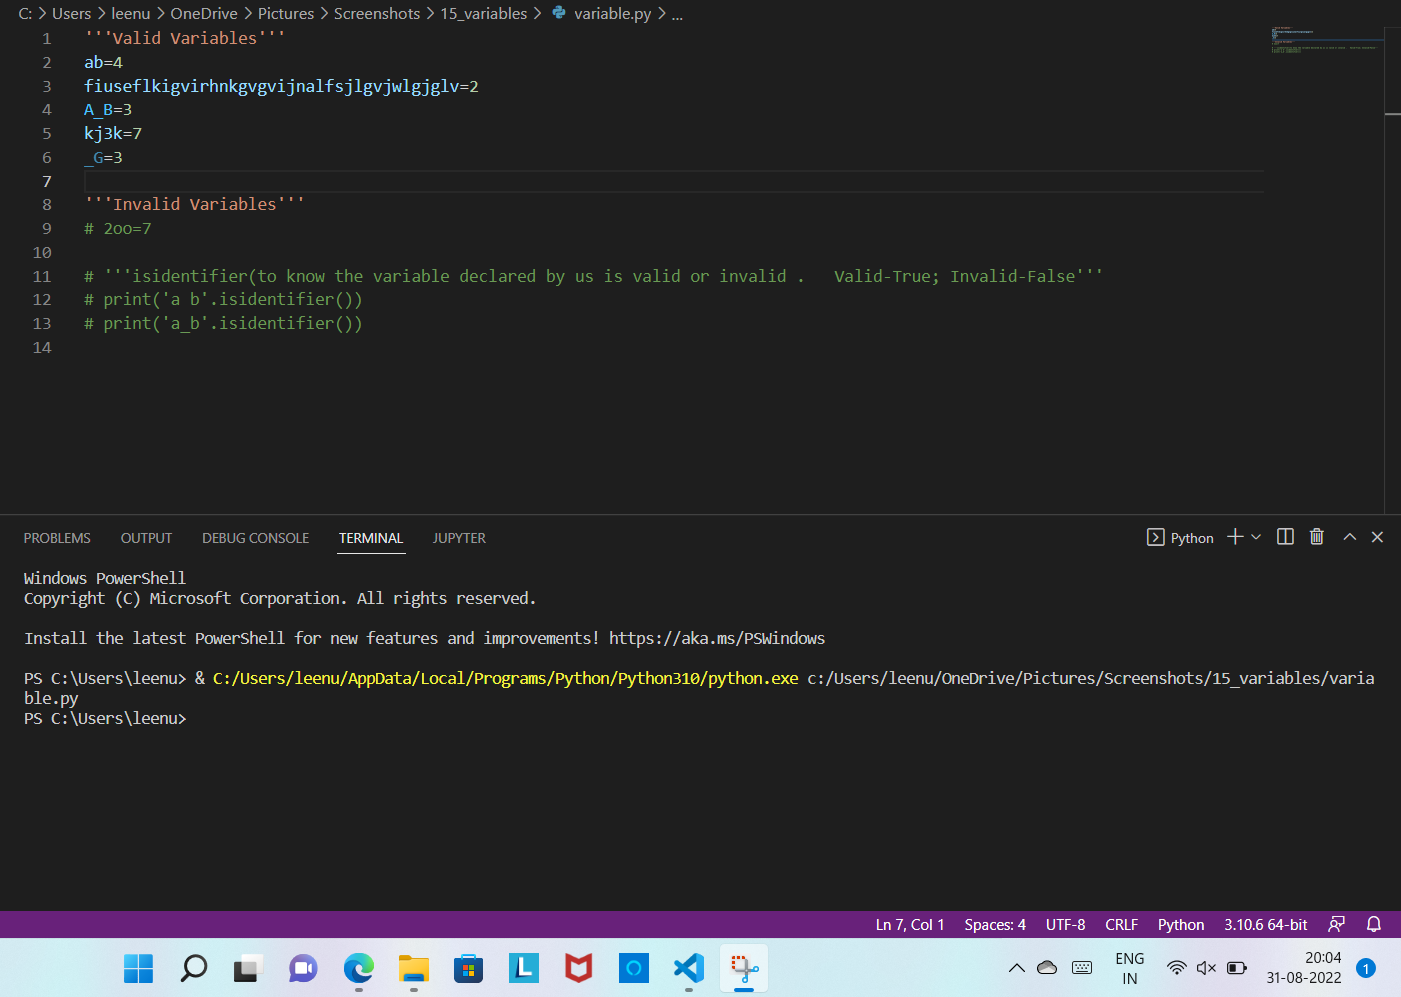 C: > Users > leenu > OneDrive > Pictures > Screenshots > 15_variables > variable.py > ...
1 '''Valid Variables'''
2 ab=4
3 fiuseflkigvirhnkgvgvijnalfsjlgvjwlgjglv=2
4 A_B=3
5 kj3k=7
6 _G=3
7
8 '''Invalid Variables'''
9 # 2oo=7
10
11 # '''isidentifier(to know the variable declared by us is valid or invalid .   Valid-True; Invalid-False'''
12 # print('a b'.isidentifier())
13 # print('a_b'.isidentifier())
14
PROBLEMS OUTPUT DEBUG CONSOLE TERMINAL JUPYTER Python
Windows PowerShell
Copyright (C) Microsoft Corporation. All rights reserved.
Install the latest PowerShell for new features and improvements! https://aka.ms/PSWindows
PS C:\Users\leenu> & C:/Users/leenu/AppData/Local/Programs/Python/Python310/python.exe c:/Users/leenu/OneDrive/Pictures/Screenshots/15_variables/varia
ble.py
PS C:\Users\leenu>
Ln 7, Col 1 Spaces: 4 UTF-8 CRLF Python 3.10.6 64-bit
ENG 20:04
IN 31-08-2022 1